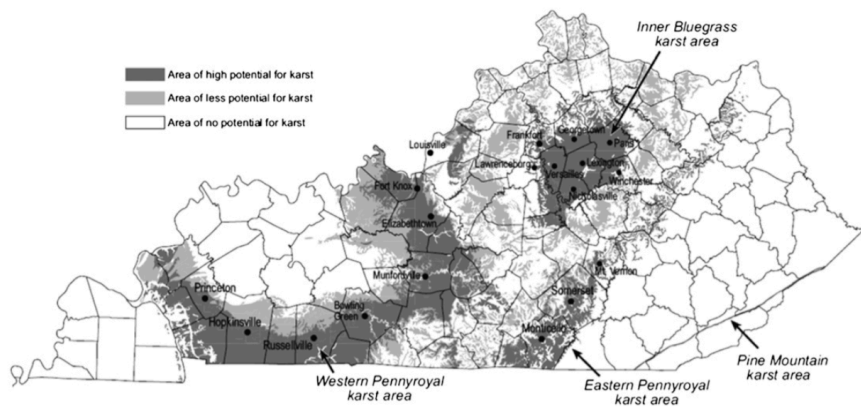 Inner Bluegrass
karst area
Area of high potential for karst
Area of less potential for karst
Area of no potential for karst
Louisville
Frankfort
Georgetown
Paris
Lawrenceburg
Versailles
Lexington
Winchester
Nicholasville
Fort Knox
Elizabethtown
Munfordville
Mt. Vernon
Princeton
Somerset
Bowling
Green
Hopkinsville
Monticello
Russellville
Western Pennyroyal
karst area
Eastern Pennyroyal
karst area
Pine Mountain
karst area